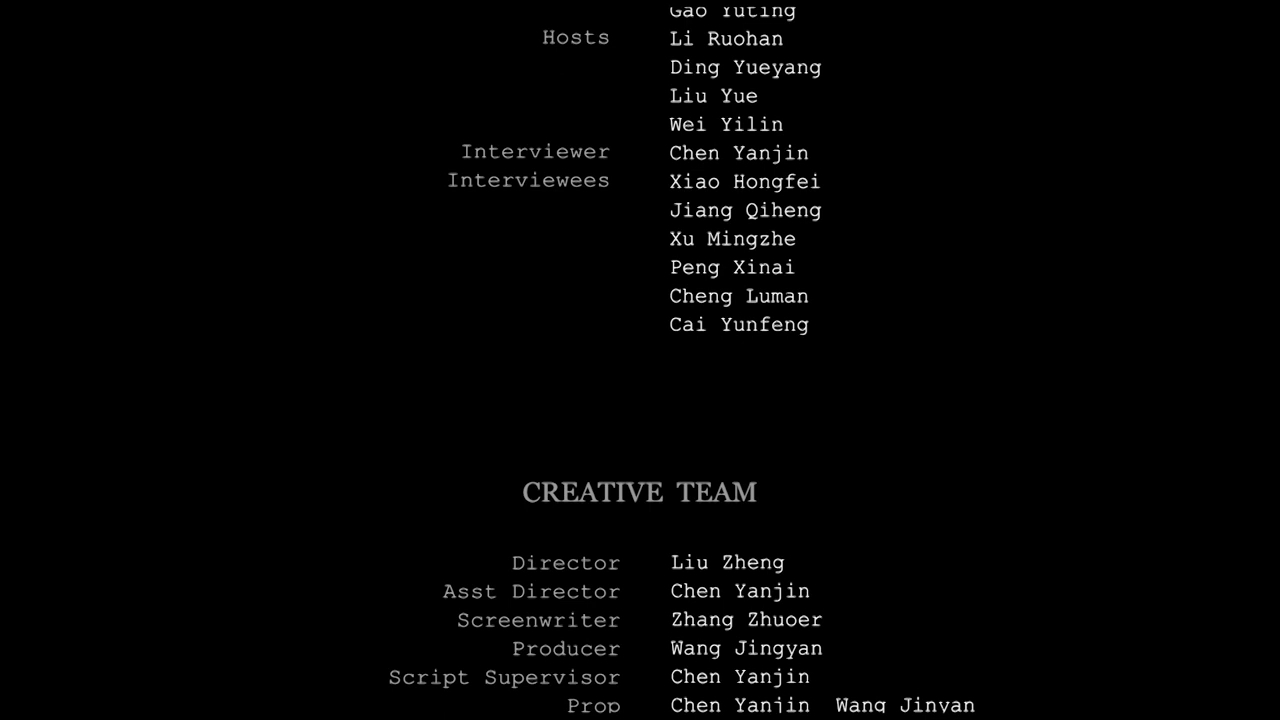 Gao Yuting
Hosts Li Ruohan
Ding Yueyang
Liu Yue
Wei Yilin
Interviewer Chen Yanjin
Interviewees Xiao Hongfei
Jiang Qiheng
Xu Mingzhe
Peng Xinai
Cheng Luman
Cai Yunfeng
CREATIVE TEAM
Director Liu Zheng
Asst Director Chen Yanjin
Screenwriter Zhang Zhuoer
Producer Wang Jingyan
Script Supervisor Chen Yanjin
Prop Chen Yanjin Wang Jinyan